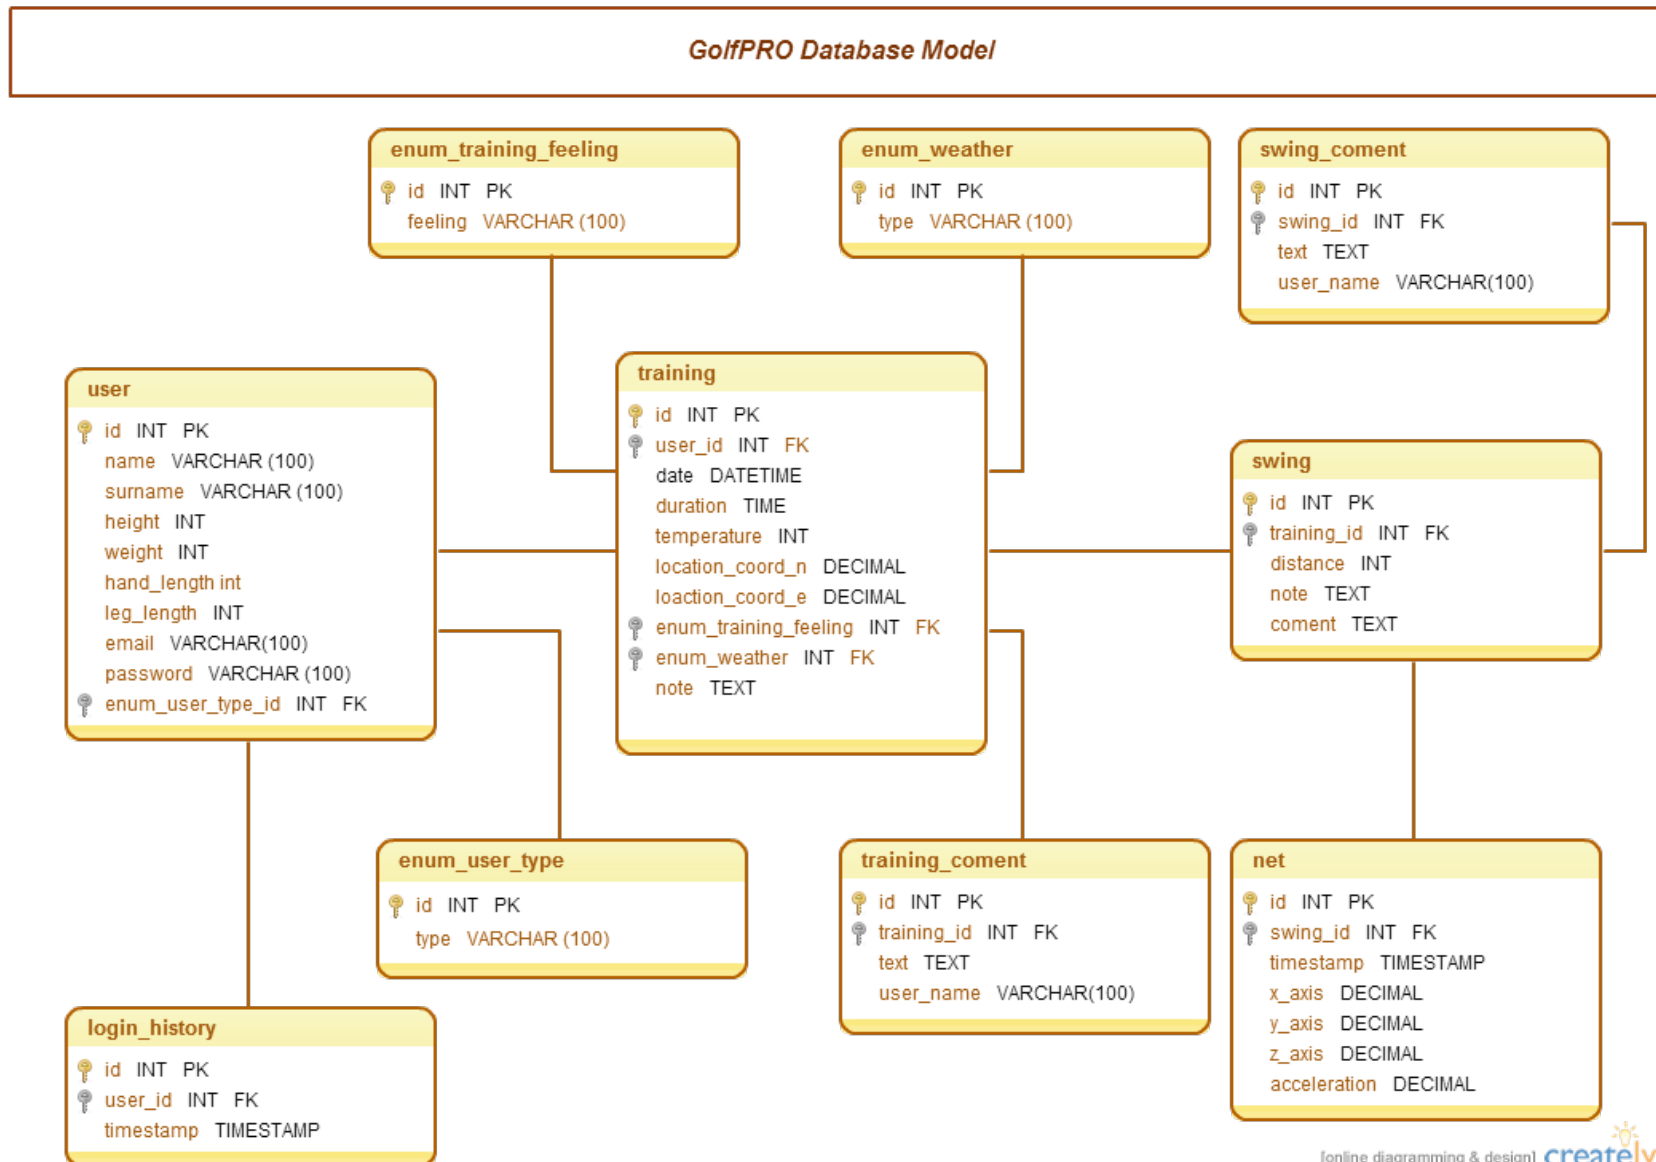 GolfPRO Database Model
enum_training_feeling
id INT PK
feeling VARCHAR (100)
enum_weather
id INT PK
type VARCHAR (100)
swing_coment
id INT PK
swing_id INT FK
text TEXT
user_name VARCHAR(100)
user
id INT PK
name VARCHAR (100)
surname VARCHAR (100)
height INT
weight INT
hand_length int
leg_length INT
email VARCHAR(100)
password VARCHAR (100)
enum_user_type_id INT FK
training
id INT PK
user_id INT FK
date DATETIME
duration TIME
temperature INT
location_coord_n DECIMAL
loaction_coord_e DECIMAL
enum_training_feeling INT FK
enum_weather INT FK
note TEXT
swing
id INT PK
training_id INT FK
distance INT
note TEXT
coment TEXT
enum_user_type
id INT PK
type VARCHAR (100)
training_coment
id INT PK
training_id INT FK
text TEXT
user_name VARCHAR(100)
net
id INT PK
swing_id INT FK
timestamp TIMESTAMP
x_axis DECIMAL
y_axis DECIMAL
z_axis DECIMAL
acceleration DECIMAL
login_history
id INT PK
user_id INT FK
timestamp TIMESTAMP
[online diagramming & design] creately